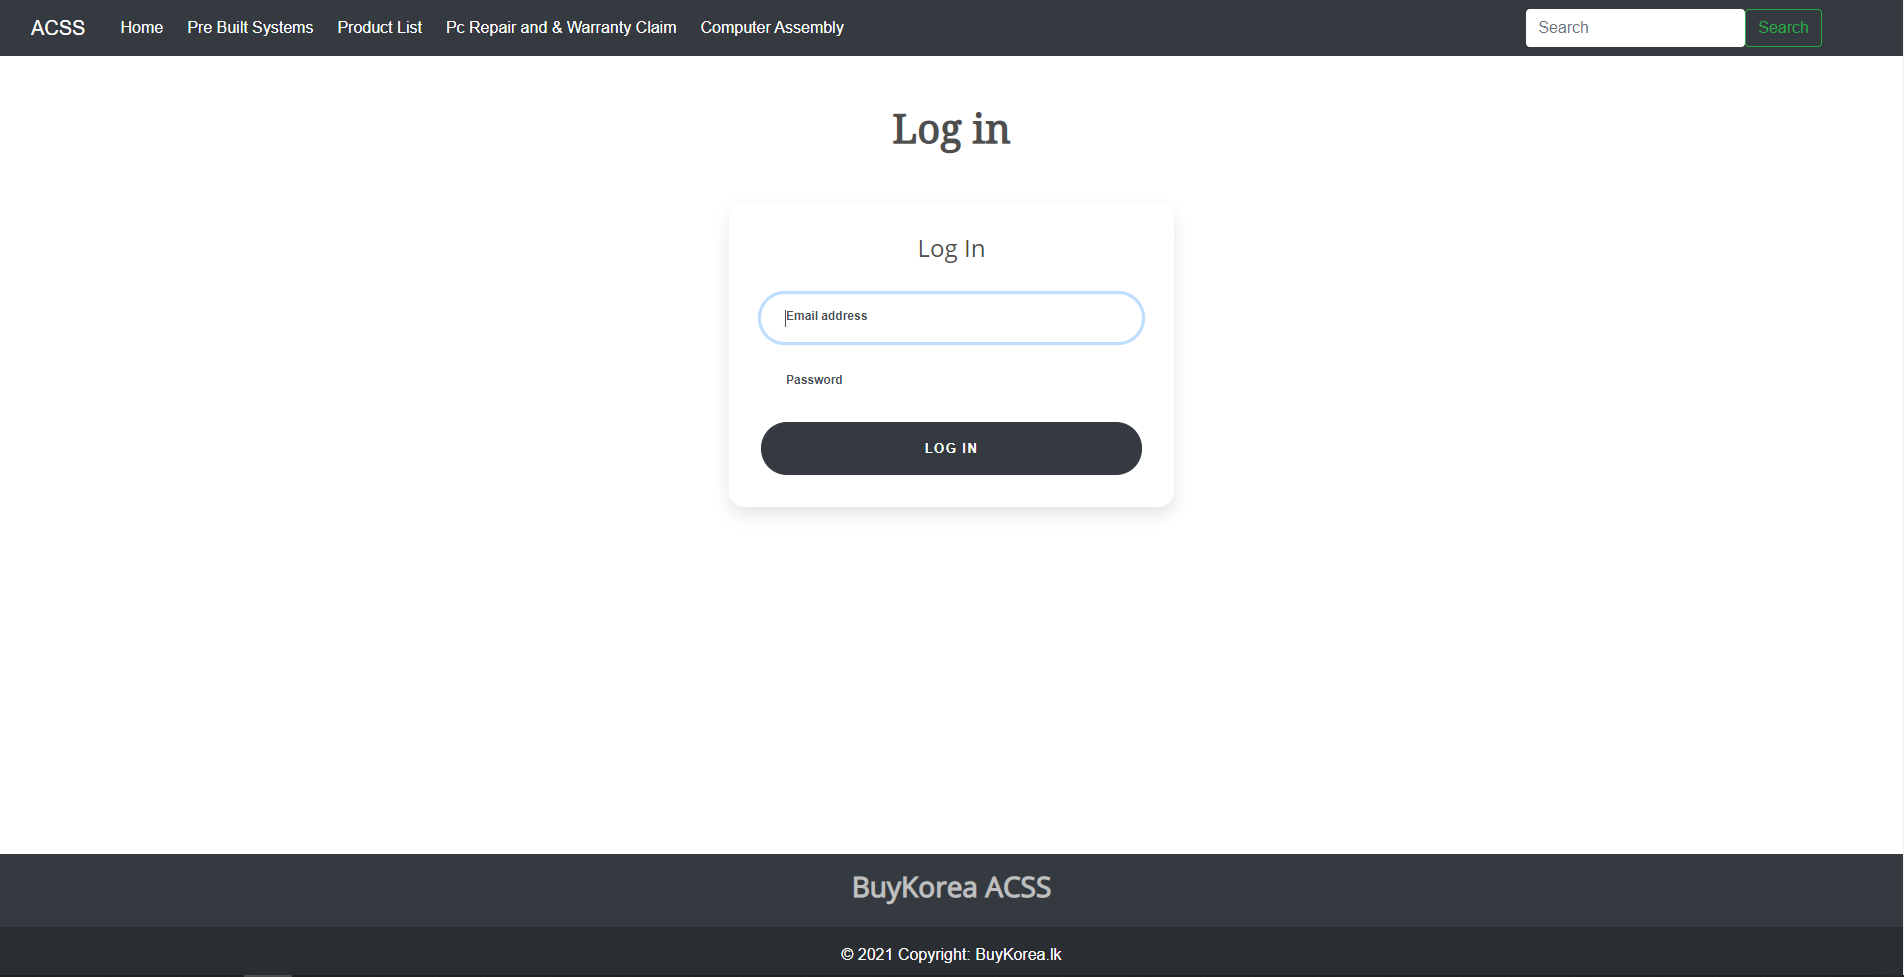 ACSS Home Pre Built Systems Product List Pc Repair and & Warranty Claim Computer Assembly Search Search
Log in
Log In
Email address
Password
LOG IN
BuyKorea ACSS
© 2021 Copyright: BuyKorea.lk